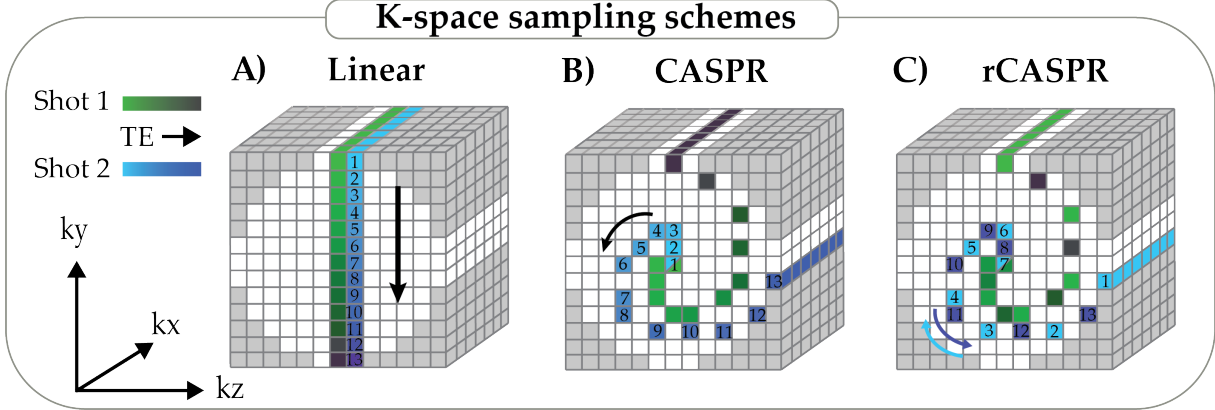 K-space sampling schemes
A) Linear
B) CASPR
C) rCASPR
Shot 1
TE
Shot 2
ky
kx
kz
1
2
3
4
5
6
7
8
9
10
11
12
13
4 3
5 2
6 1
13
7
8 12
9 10 11
9 6
5 8
10 7
1
4
11 13
3 12 2